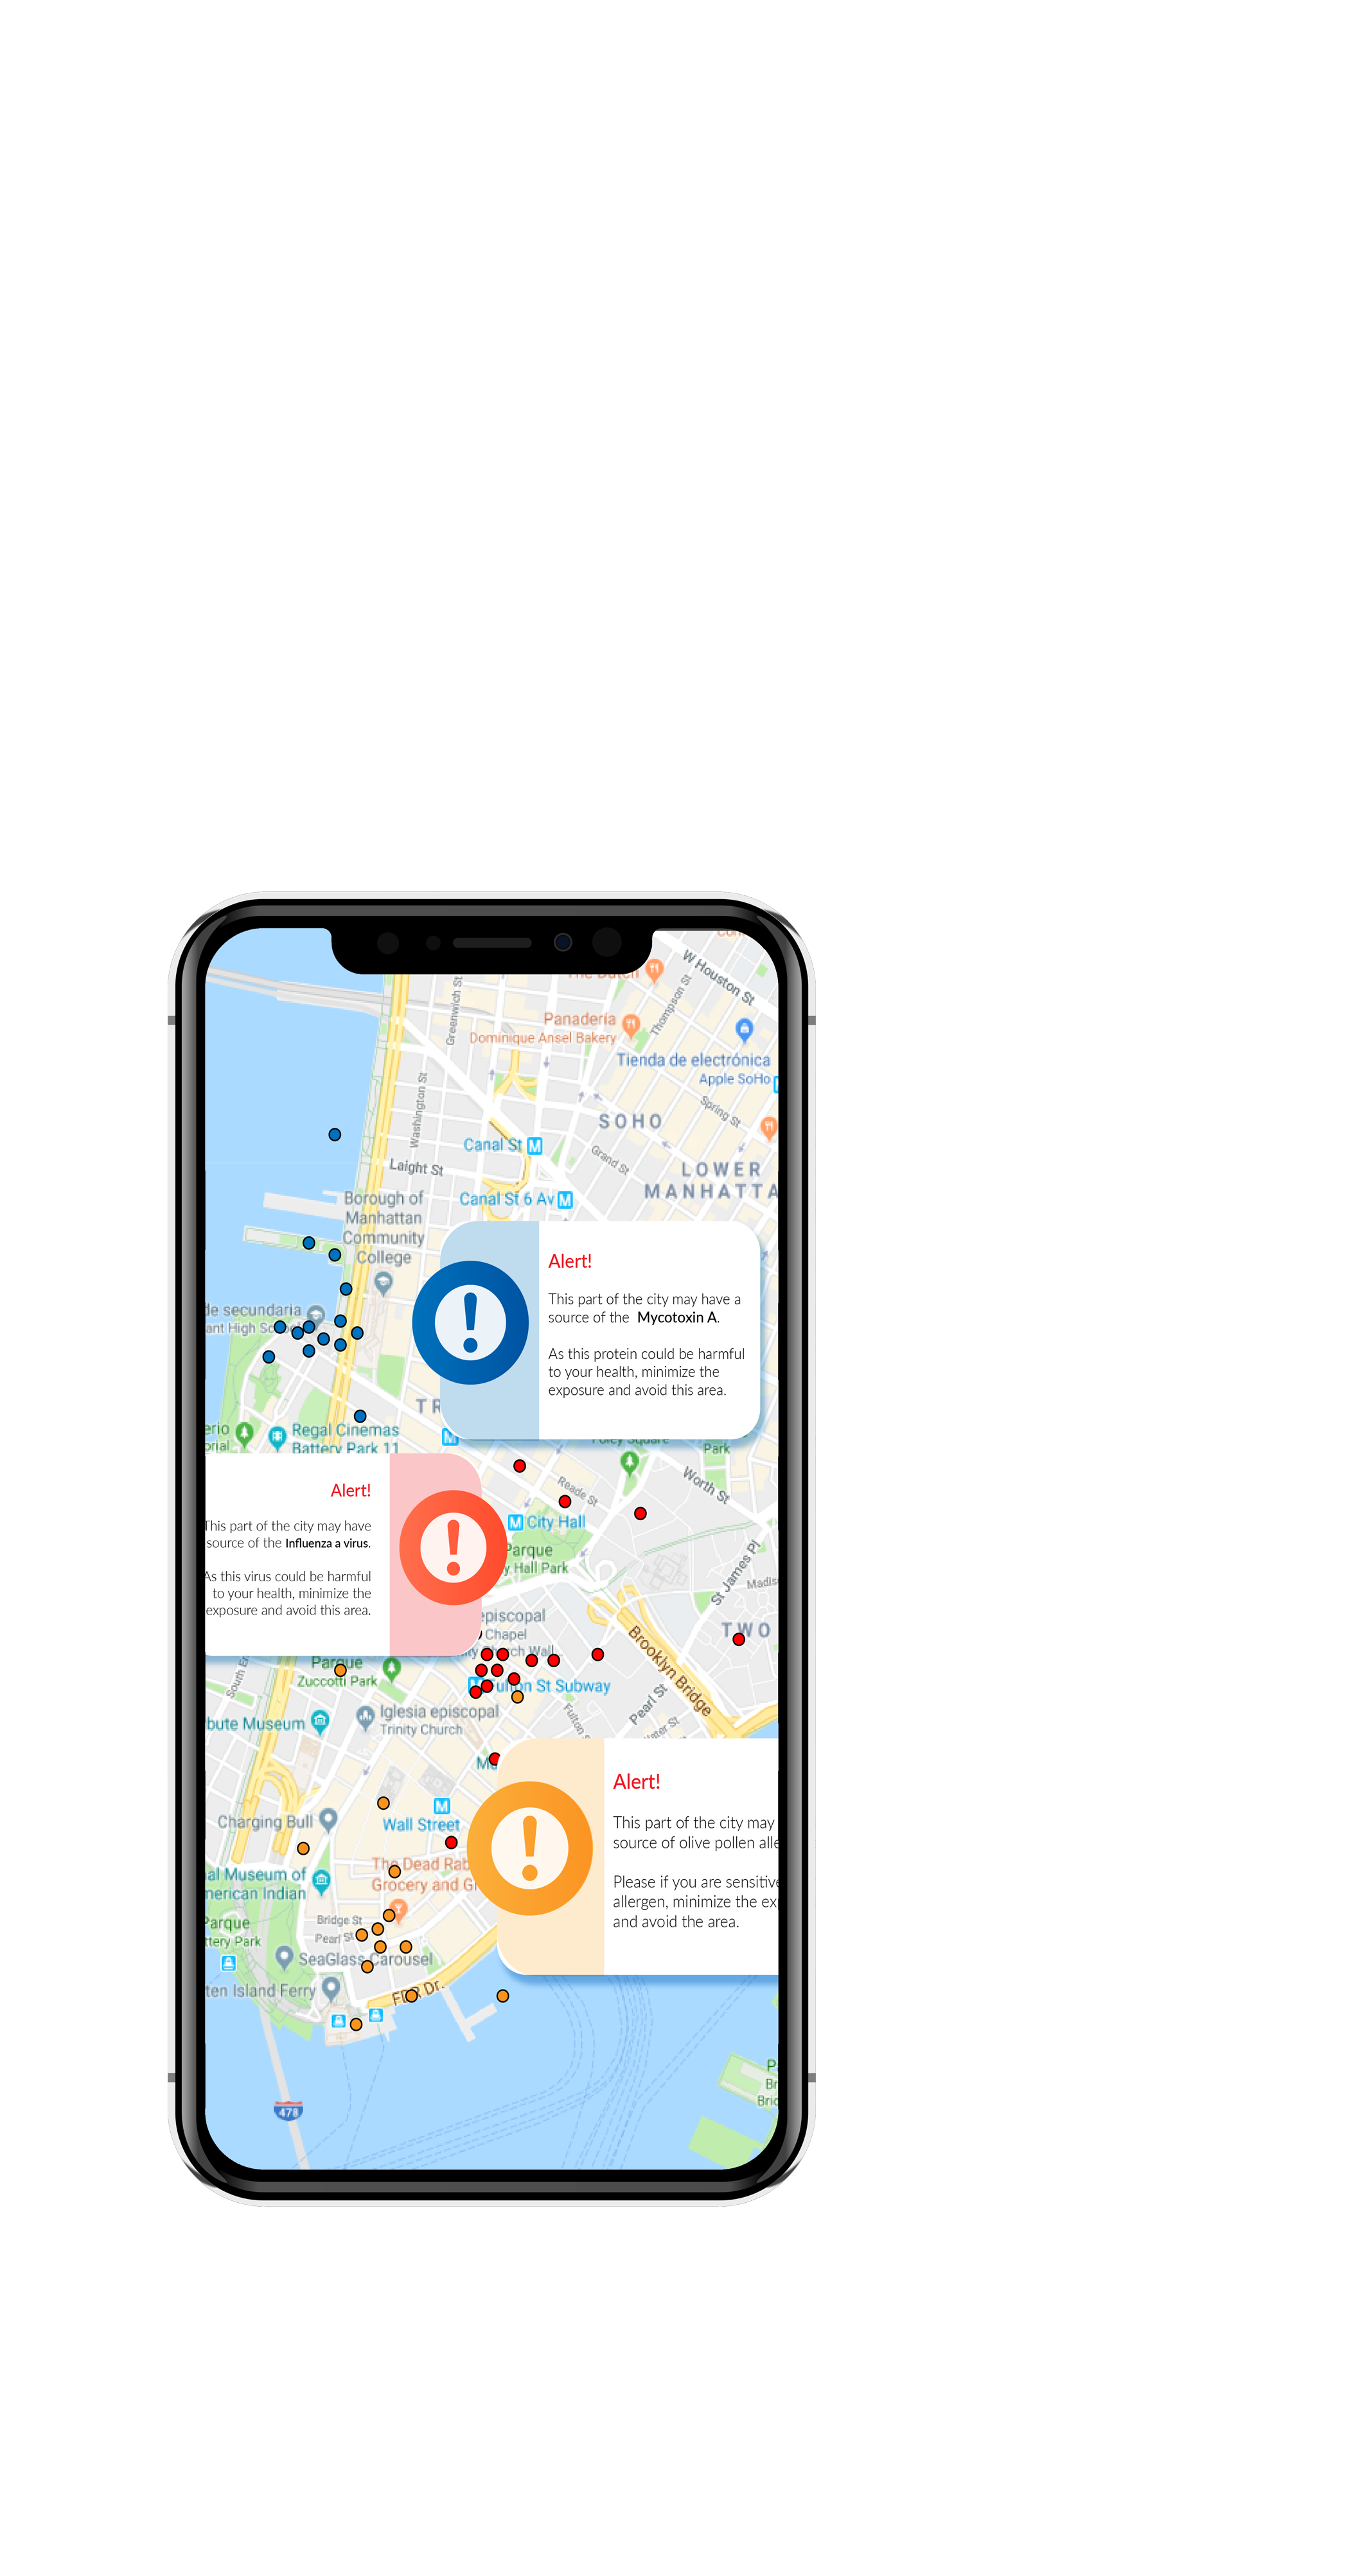 W Houston St
Thompson St
Greenwich St
Panadería
Dominique Ansel Bakery
Tienda de electrónica
Apple SoHo
Spring St
Washington St
SOHO
Canal St M
Grand St
Laight St
LOWER
MANHATTA
Canal St 6 Av M
Borough of
Manhattan
Community
College
Alert!
This part of the city may have a
source of the Mycotoxin A.
As this protein could be harmful
to your health, minimize the
exposure and avoid this area.
de secundaria
ant High
TR
erio
orial
Regal Cinemas
Battery Park 11
M
Foley Square
Park
Worth St
Reade St
M City Hall
Parque
y Hall Park
St James Pl
Madis
Alert!
This part of the city may have
source of the Influenza a virus.
As this virus could be harmful
to your health, minimize the
exposure and avoid this area.
episcopal
Chapel
Church Wall
TWO
Brooklyn Bridge
South En
Parque
Zuccotti Park
Fulton St Subway
Pearl St
Iglesia episcopal
Trinity Church
bute Museum
Alert!
This part of the city may
source of olive pollen alle
Please if you are sensitive
allergen, minimize the ex
and avoid the area.
M
Wall Street
Charging Bull
The Dead Rab
Grocery and G
al Museum of
merican Indian
Bridge St
Pearl St
Parque
ttery Park
SeaGlass Carousel
ten Island Ferry
FDR Dr.
478
P
Br
Bric